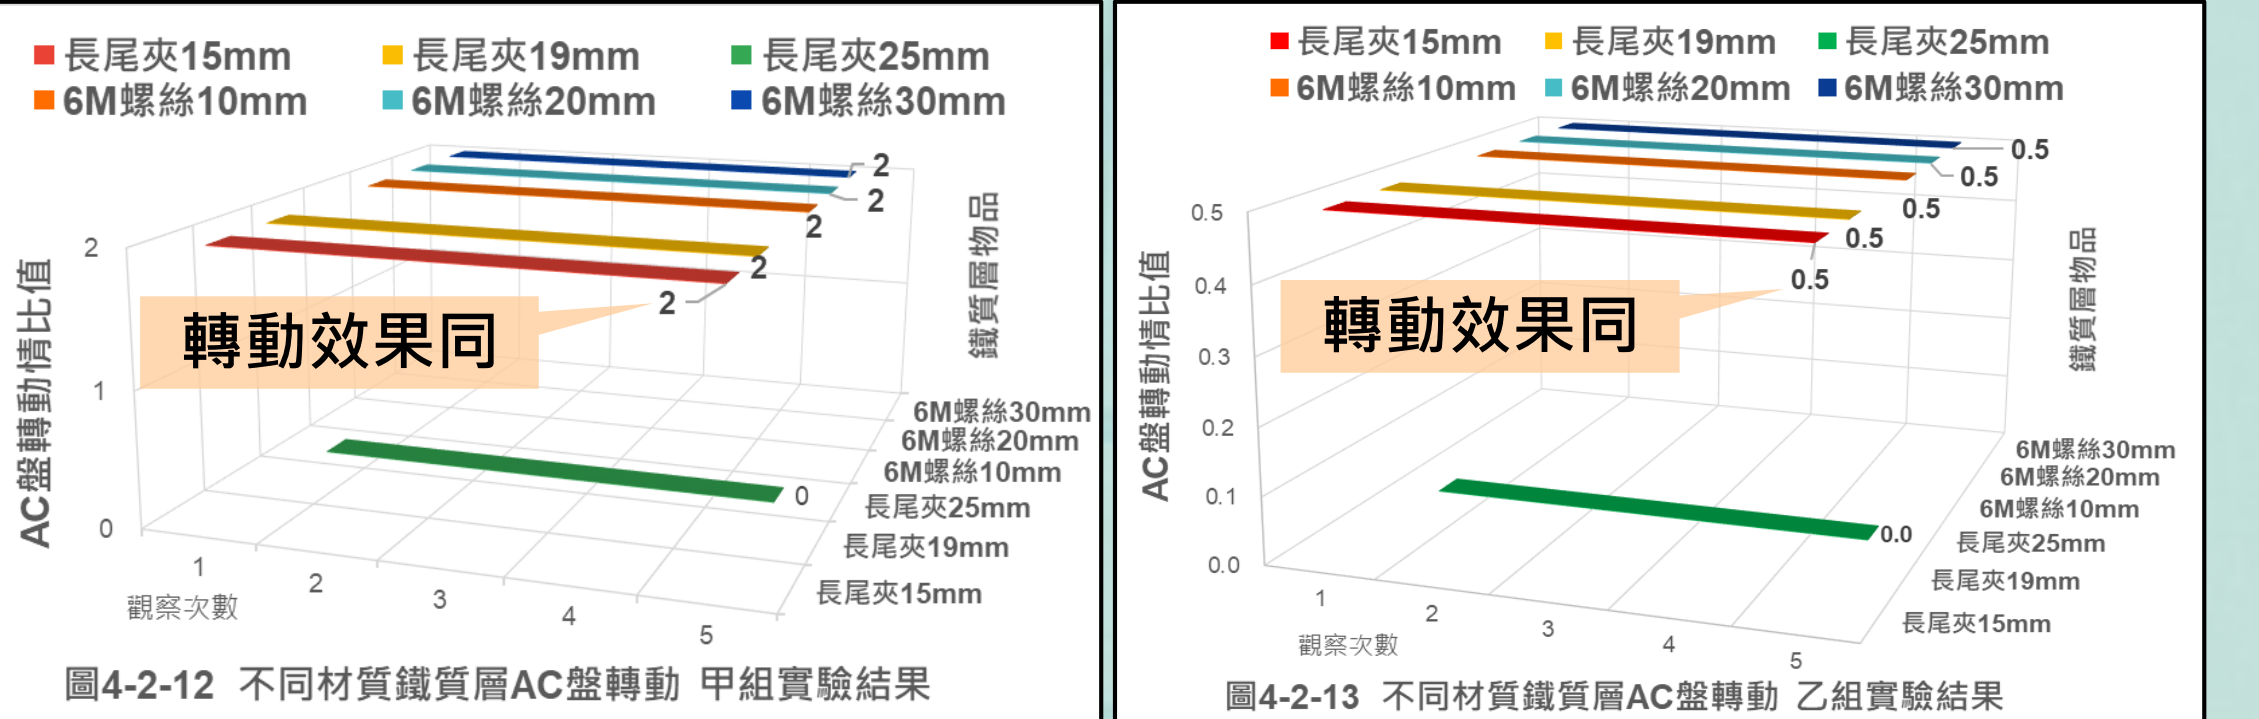 長尾夾15mm 長尾夾19mm 長尾夾25mm
6M螺絲10mm 6M螺絲20mm 6M螺絲30mm
2
2
2
2
2
0
轉動效果同
AC盤轉動情比值
2
1
0
1
2
3
4
5
觀察次數
鐵質層物品
6M螺絲30mm
6M螺絲20mm
6M螺絲10mm
長尾夾25mm
長尾夾19mm
長尾夾15mm
圖4-2-12 不同材質鐵質層AC盤轉動 甲組實驗結果
長尾夾15mm 長尾夾19mm 長尾夾25mm
6M螺絲10mm 6M螺絲20mm 6M螺絲30mm
0.5
0.5
0.5
0.5
0.5
0.0
轉動效果同
AC盤轉動情比值
0.5
0.4
0.3
0.2
0.1
0.0
1
2
3
4
5
觀察次數
鐵質層物品
6M螺絲30mm
6M螺絲20mm
6M螺絲10mm
長尾夾25mm
長尾夾19mm
長尾夾15mm
圖4-2-13 不同材質鐵質層AC盤轉動 乙組實驗結果